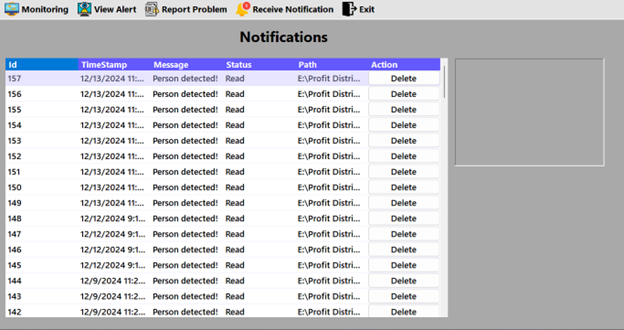 Monitoring View Alert Report Problem Receive Notification Exit
Notifications
Id TimeStamp Message Status Path Action
157 12/13/2024 11:... Person detected! Read E:\Profit Distri... Delete
156 12/13/2024 11:... Person detected! Read E:\Profit Distri... Delete
155 12/13/2024 11:... Person detected! Read E:\Profit Distri... Delete
154 12/13/2024 11:... Person detected! Read E:\Profit Distri... Delete
153 12/13/2024 11:... Person detected! Read E:\Profit Distri... Delete
152 12/13/2024 11:... Person detected! Read E:\Profit Distri... Delete
151 12/13/2024 11:... Person detected! Read E:\Profit Distri... Delete
150 12/13/2024 11:... Person detected! Read E:\Profit Distri... Delete
149 12/13/2024 11:... Person detected! Read E:\Profit Distri... Delete
148 12/12/2024 9:1... Person detected! Read E:\Profit Distri... Delete
147 12/12/2024 9:1... Person detected! Read E:\Profit Distri... Delete
146 12/12/2024 9:1... Person detected! Read E:\Profit Distri... Delete
145 12/12/2024 9:1... Person detected! Read E:\Profit Distri... Delete
144 12/9/2024 11:2... Person detected! Read E:\Profit Distri... Delete
143 12/9/2024 11:2... Person detected! Read E:\Profit Distri... Delete
142 12/9/2024 11:2... Person detected! Read E:\Profit Distri... Delete